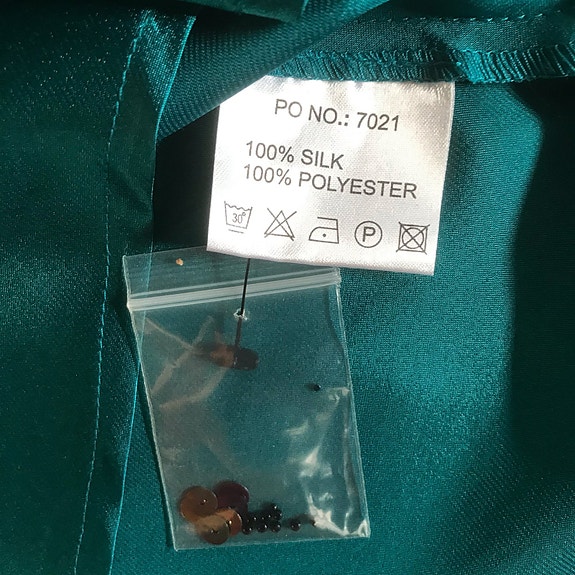 PO NO.: 7021
100% SILK
100% POLYESTER
30° P